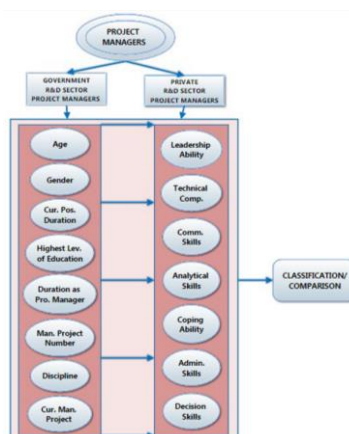 PROJECT
MANAGERS
GOVERNMENT
R&D SECTOR
PROJECT MANAGERS
PRIVATE
R&D SECTOR
PROJECT MANAGERS
Age
Gender
Cur. Pos.
Duration
Highest Lev.
of Education
Duration as
Pro. Manager
Man. Project
Number
Discipline
Cur. Man.
Project
Leadership
Ability
Technical
Comp.
Comm.
Skills
Analytical
Skills
Coping
Ability
Admin.
Skills
Decision
Skills
CLASSIFICATION/
COMPARISON